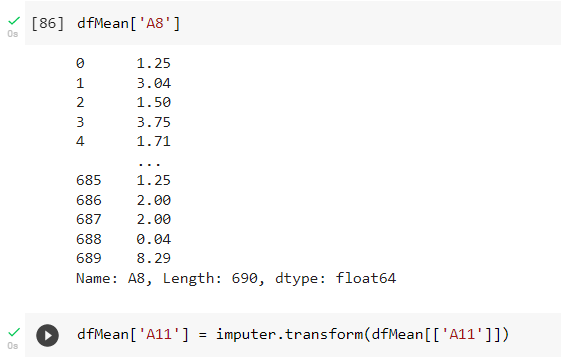 [86] dfMean['A8']
0s
0 1.25
1 3.04
2 1.50
3 3.75
4 1.71
...
685 1.25
686 2.00
687 2.00
688 0.04
689 8.29
Name: A8, Length: 690, dtype: float64
dfMean['A11'] = imputer.transform(dfMean[['A11']])
0s